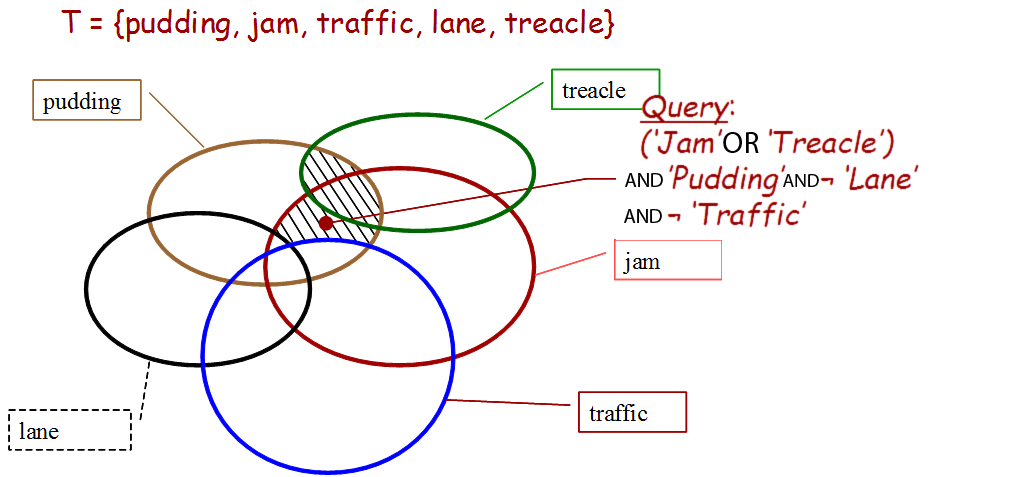 T = {pudding, jam, traffic, lane, treacle}
pudding
treacle
Query:
('Jam'OR 'Treacle')
AND 'Pudding'AND¬ 'Lane'
AND ¬ 'Traffic'
jam
traffic
lane